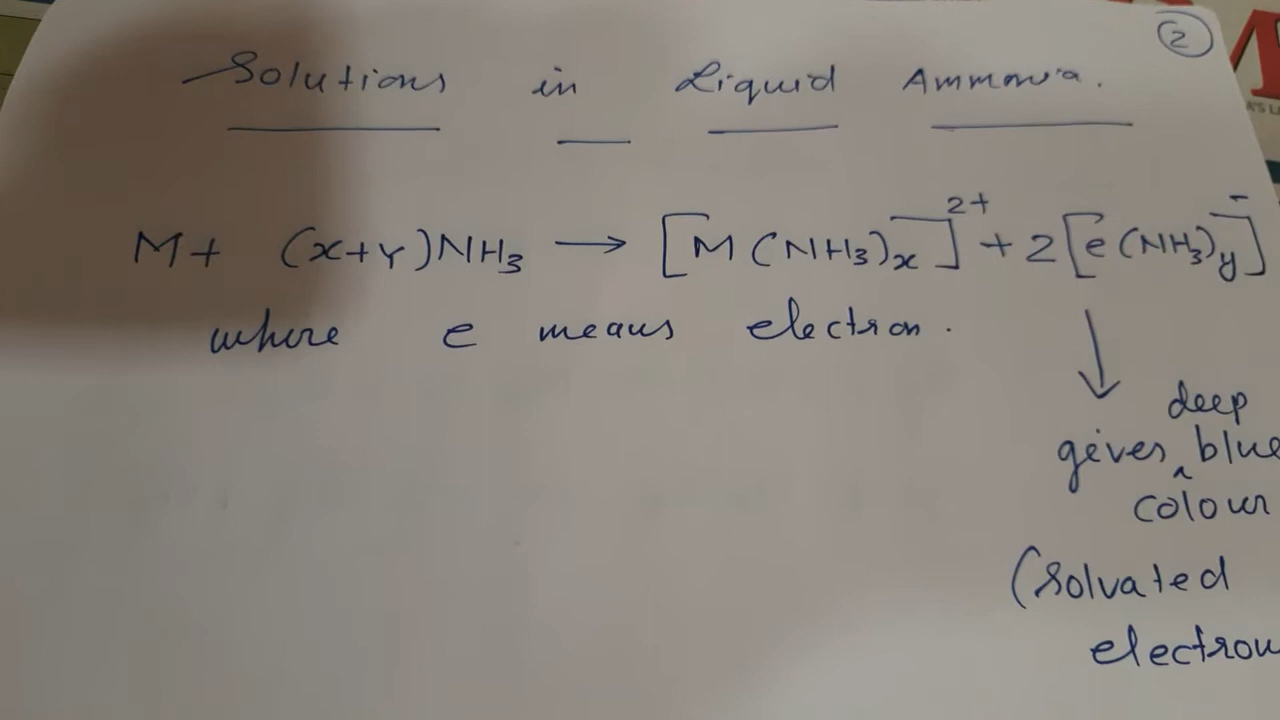 2
Solutions in Liquid Ammonia.
M+ (x+Y)NH3 → [M(NH3)x]2+ + 2[e(NH3)y]-
where e means electron.
↓
deep
gives ^ blue
colour
(Solvated
electron